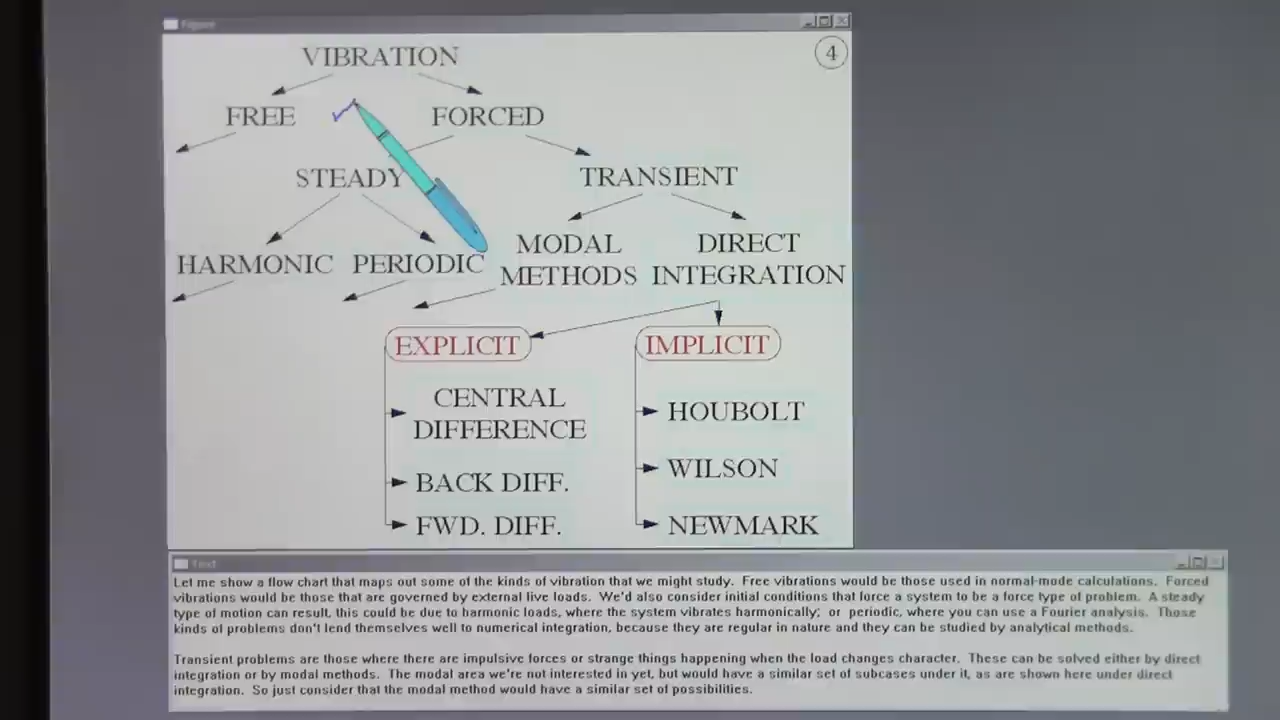 Figure
4
VIBRATION
FREE FORCED
STEADY TRANSIENT
HARMONIC PERIODIC MODAL METHODS DIRECT INTEGRATION
EXPLICIT IMPLICIT
CENTRAL DIFFERENCE HOUBOLT
BACK DIFF. WILSON
FWD. DIFF. NEWMARK
Text
Let me show a flow chart that maps out some of the kinds of vibration that we might study. Free vibrations would be those used in normal-mode calculations. Forced
vibrations would be those that are governed by external live loads. We'd also consider initial conditions that force a system to be a force type of problem. A steady
type of motion can result, this could be due to harmonic loads, where the system vibrates harmonically; or periodic, where you can use a Fourier analysis. Those
kinds of problems don't lend themselves well to numerical integration, because they are regular in nature and they can be studied by analytical methods.
Transient problems are those where there are impulsive forces or strange things happening when the load changes character. These can be solved either by direct
integration or by modal methods. The modal area we're not interested in yet, but would have a similar set of subcases under it, as are shown here under direct
integration. So just consider that the modal method would have a similar set of possibilities.